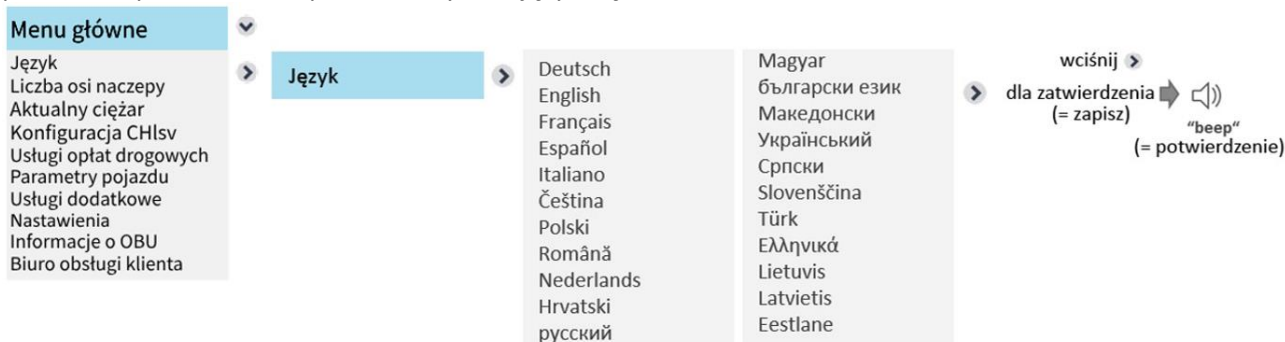 Menu główne
Język
Liczba osi naczepy
Aktualny ciężar
Konfiguracja CHlsv
Usługi opłat drogowych
Parametry pojazdu
Usługi dodatkowe
Nastawienia
Informacje o OBU
Biuro obsługi klienta
Język
Deutsch
English
Français
Español
Italiano
Čeština
Polski
Română
Nederlands
Hrvatski
русский
Magyar
български език
Македонски
Український
Српски
Slovenščina
Türk
Ελληνικά
Lietuvis
Latvietis
Eestlane
wciśnij
dla zatwierdzenia
(= zapisz)
"beep"
(= potwierdzenie)